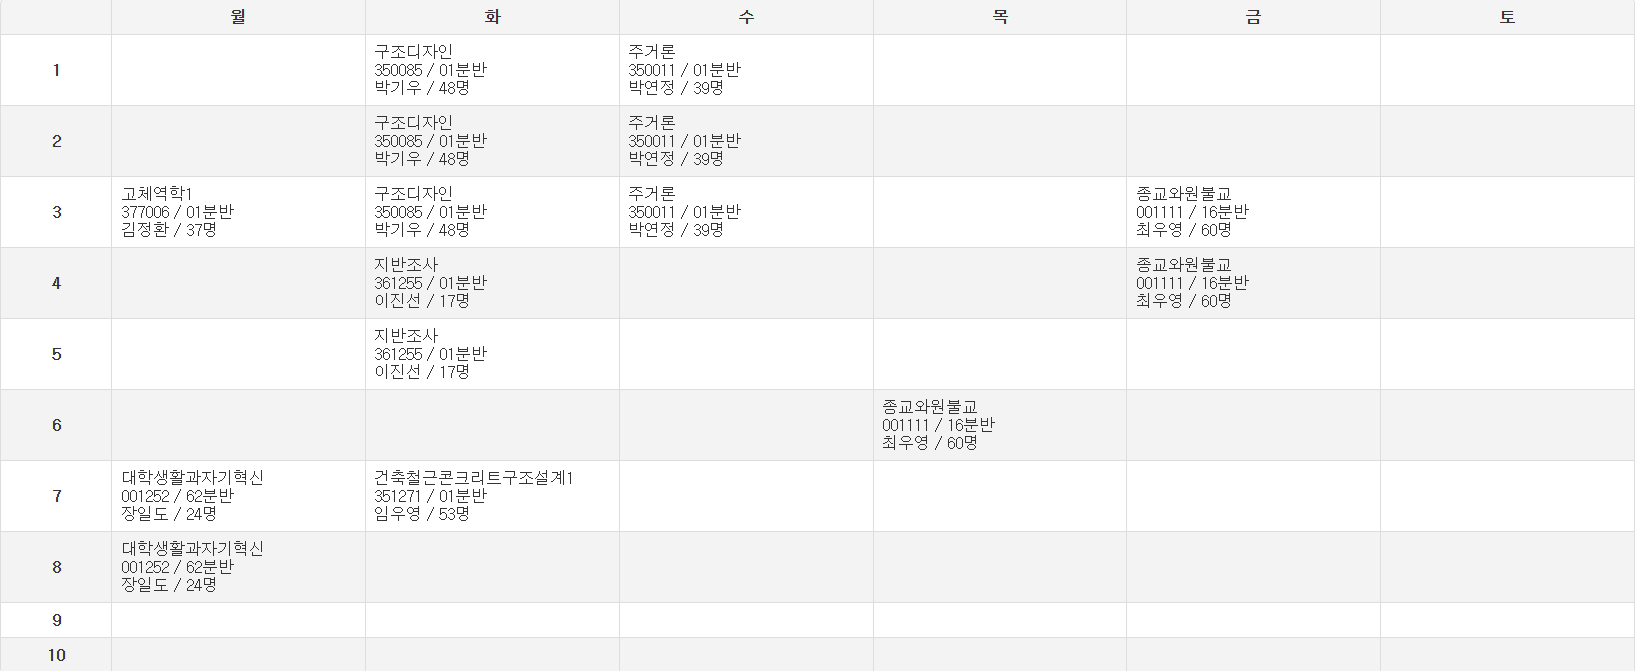 월 화 수 목 금 토
1
구조디자인
350085 / 01분반
박기우 / 48명
주거론
350011 / 01분반
박연정 / 39명
2
구조디자인
350085 / 01분반
박기우 / 48명
주거론
350011 / 01분반
박연정 / 39명
3
고체역학1
377006 / 01분반
김정환 / 37명
구조디자인
350085 / 01분반
박기우 / 48명
주거론
350011 / 01분반
박연정 / 39명
종교와원불교
001111 / 16분반
최우영 / 60명
4
지반조사
361255 / 01분반
이진선 / 17명
종교와원불교
001111 / 16분반
최우영 / 60명
5
지반조사
361255 / 01분반
이진선 / 17명
6
종교와원불교
001111 / 16분반
최우영 / 60명
7
대학생활과자기혁신
001252 / 62분반
장일도 / 24명
건축철근콘크리트구조설계1
351271 / 01분반
임우영 / 53명
8
대학생활과자기혁신
001252 / 62분반
장일도 / 24명
9
10